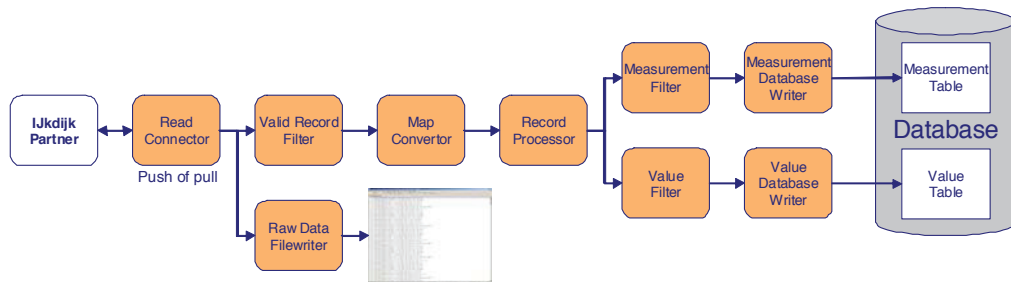 IJkdijk
Partner
Read
Connector
Push of pull
Valid Record
Filter
Raw Data
Filewriter
Map
Convertor
Record
Processor
Measurement
Filter
Measurement
Database
Writer
Measurement
Table
Database
Value
Filter
Value
Database
Writer
Value
Table